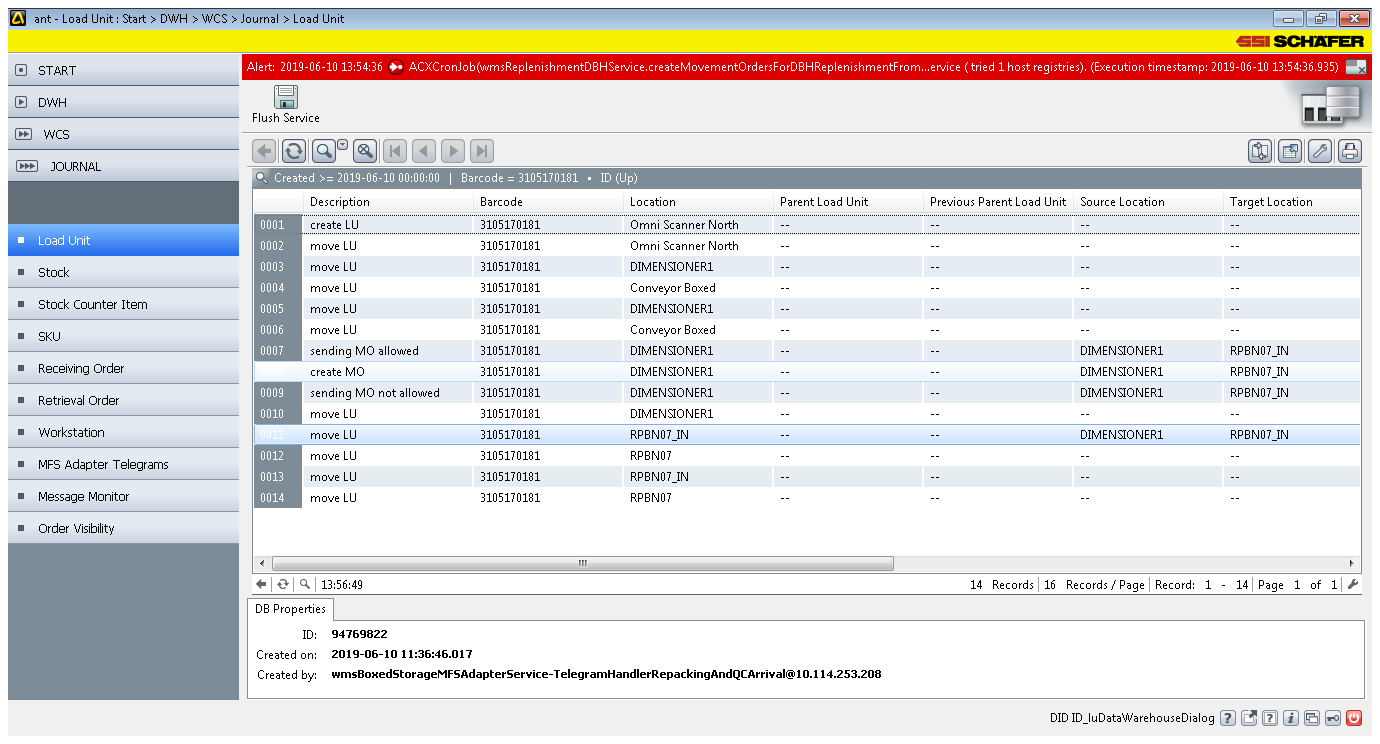 ant - Load Unit : Start > DWH > WCS > Journal > Load Unit
SSI SCHÄFER
START
DWH
WCS
JOURNAL
Load Unit
Stock
Stock Counter Item
SKU
Receiving Order
Retrieval Order
Workstation
MFS Adapter Telegrams
Message Monitor
Order Visibility
Alert: 2019-06-10 13:54:36 ACXCronJob(wmsReplenishmentDBHService.createMovementOrdersForDBHReplenishmentFrom...ervice ( tried 1 host registries). (Execution timestamp: 2019-06-10 13:54:36.935)
Flush Service
Created >= 2019-06-10 00:00:00 | Barcode = 3105170181 • ID (Up)
Description Barcode Location Parent Load Unit Previous Parent Load Unit Source Location Target Location
0001 create LU 3105170181 Omni Scanner North -- -- -- --
0002 move LU 3105170181 Omni Scanner North -- -- -- --
0003 move LU 3105170181 DIMENSIONER1 -- -- -- --
0004 move LU 3105170181 Conveyor Boxed -- -- -- --
0005 move LU 3105170181 DIMENSIONER1 -- -- -- --
0006 move LU 3105170181 Conveyor Boxed -- -- -- --
0007 sending MO allowed 3105170181 DIMENSIONER1 -- -- DIMENSIONER1 RPBN07_IN
create MO 3105170181 DIMENSIONER1 -- -- DIMENSIONER1 RPBN07_IN
0009 sending MO not allowed 3105170181 DIMENSIONER1 -- -- DIMENSIONER1 RPBN07_IN
0010 move LU 3105170181 DIMENSIONER1 -- -- -- --
0011 move LU 3105170181 RPBN07_IN -- -- DIMENSIONER1 RPBN07_IN
0012 move LU 3105170181 RPBN07 -- -- -- --
0013 move LU 3105170181 RPBN07_IN -- -- -- --
0014 move LU 3105170181 RPBN07 -- -- -- --
13:56:49 14 Records | 16 Records / Page | Record: 1 - 14 | Page 1 of 1
DB Properties
ID: 94769822
Created on: 2019-06-10 11:36:46.017
Created by: wmsBoxedStorageMFSAdapterService-TelegramHandlerRepackingAndQCArrival@10.114.253.208
DID ID_luDataWarehouseDialog